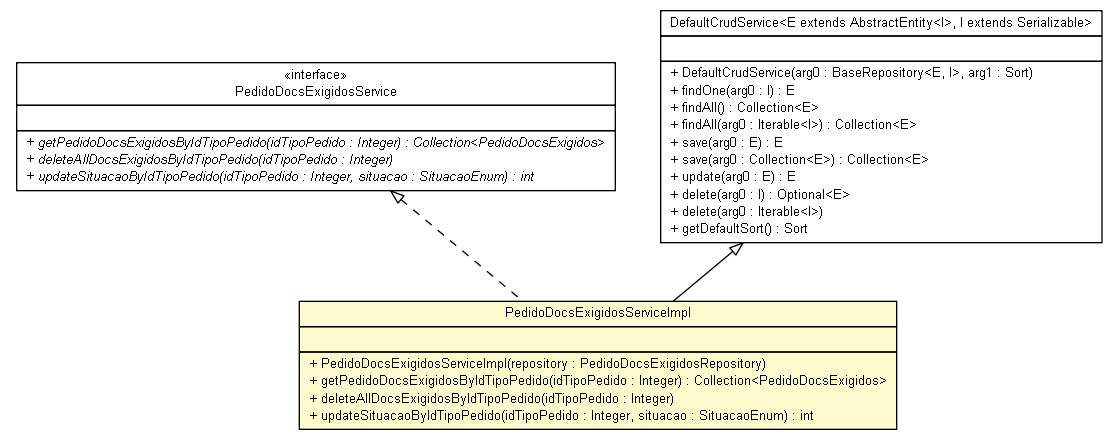 «interface»
PedidoDocsExigidosService
+ getPedidoDocsExigidosByIdTipoPedido(idTipoPedido : Integer) : Collection<PedidoDocsExigidos>
+ deleteAllDocsExigidosByIdTipoPedido(idTipoPedido : Integer)
+ updateSituacaoByIdTipoPedido(idTipoPedido : Integer, situacao : SituacaoEnum) : int
DefaultCrudService<E extends AbstractEntity<I>, I extends Serializable>
+ DefaultCrudService(arg0 : BaseRepository<E, I>, arg1 : Sort)
+ findOne(arg0 : I) : E
+ findAll() : Collection<E>
+ findAll(arg0 : Iterable<I>) : Collection<E>
+ save(arg0 : E) : E
+ save(arg0 : Collection<E>) : Collection<E>
+ update(arg0 : E) : E
+ delete(arg0 : I) : Optional<E>
+ delete(arg0 : Iterable<I>)
+ getDefaultSort() : Sort
PedidoDocsExigidosServiceImpl
+ PedidoDocsExigidosServiceImpl(repository : PedidoDocsExigidosRepository)
+ getPedidoDocsExigidosByIdTipoPedido(idTipoPedido : Integer) : Collection<PedidoDocsExigidos>
+ deleteAllDocsExigidosByIdTipoPedido(idTipoPedido : Integer)
+ updateSituacaoByIdTipoPedido(idTipoPedido : Integer, situacao : SituacaoEnum) : int